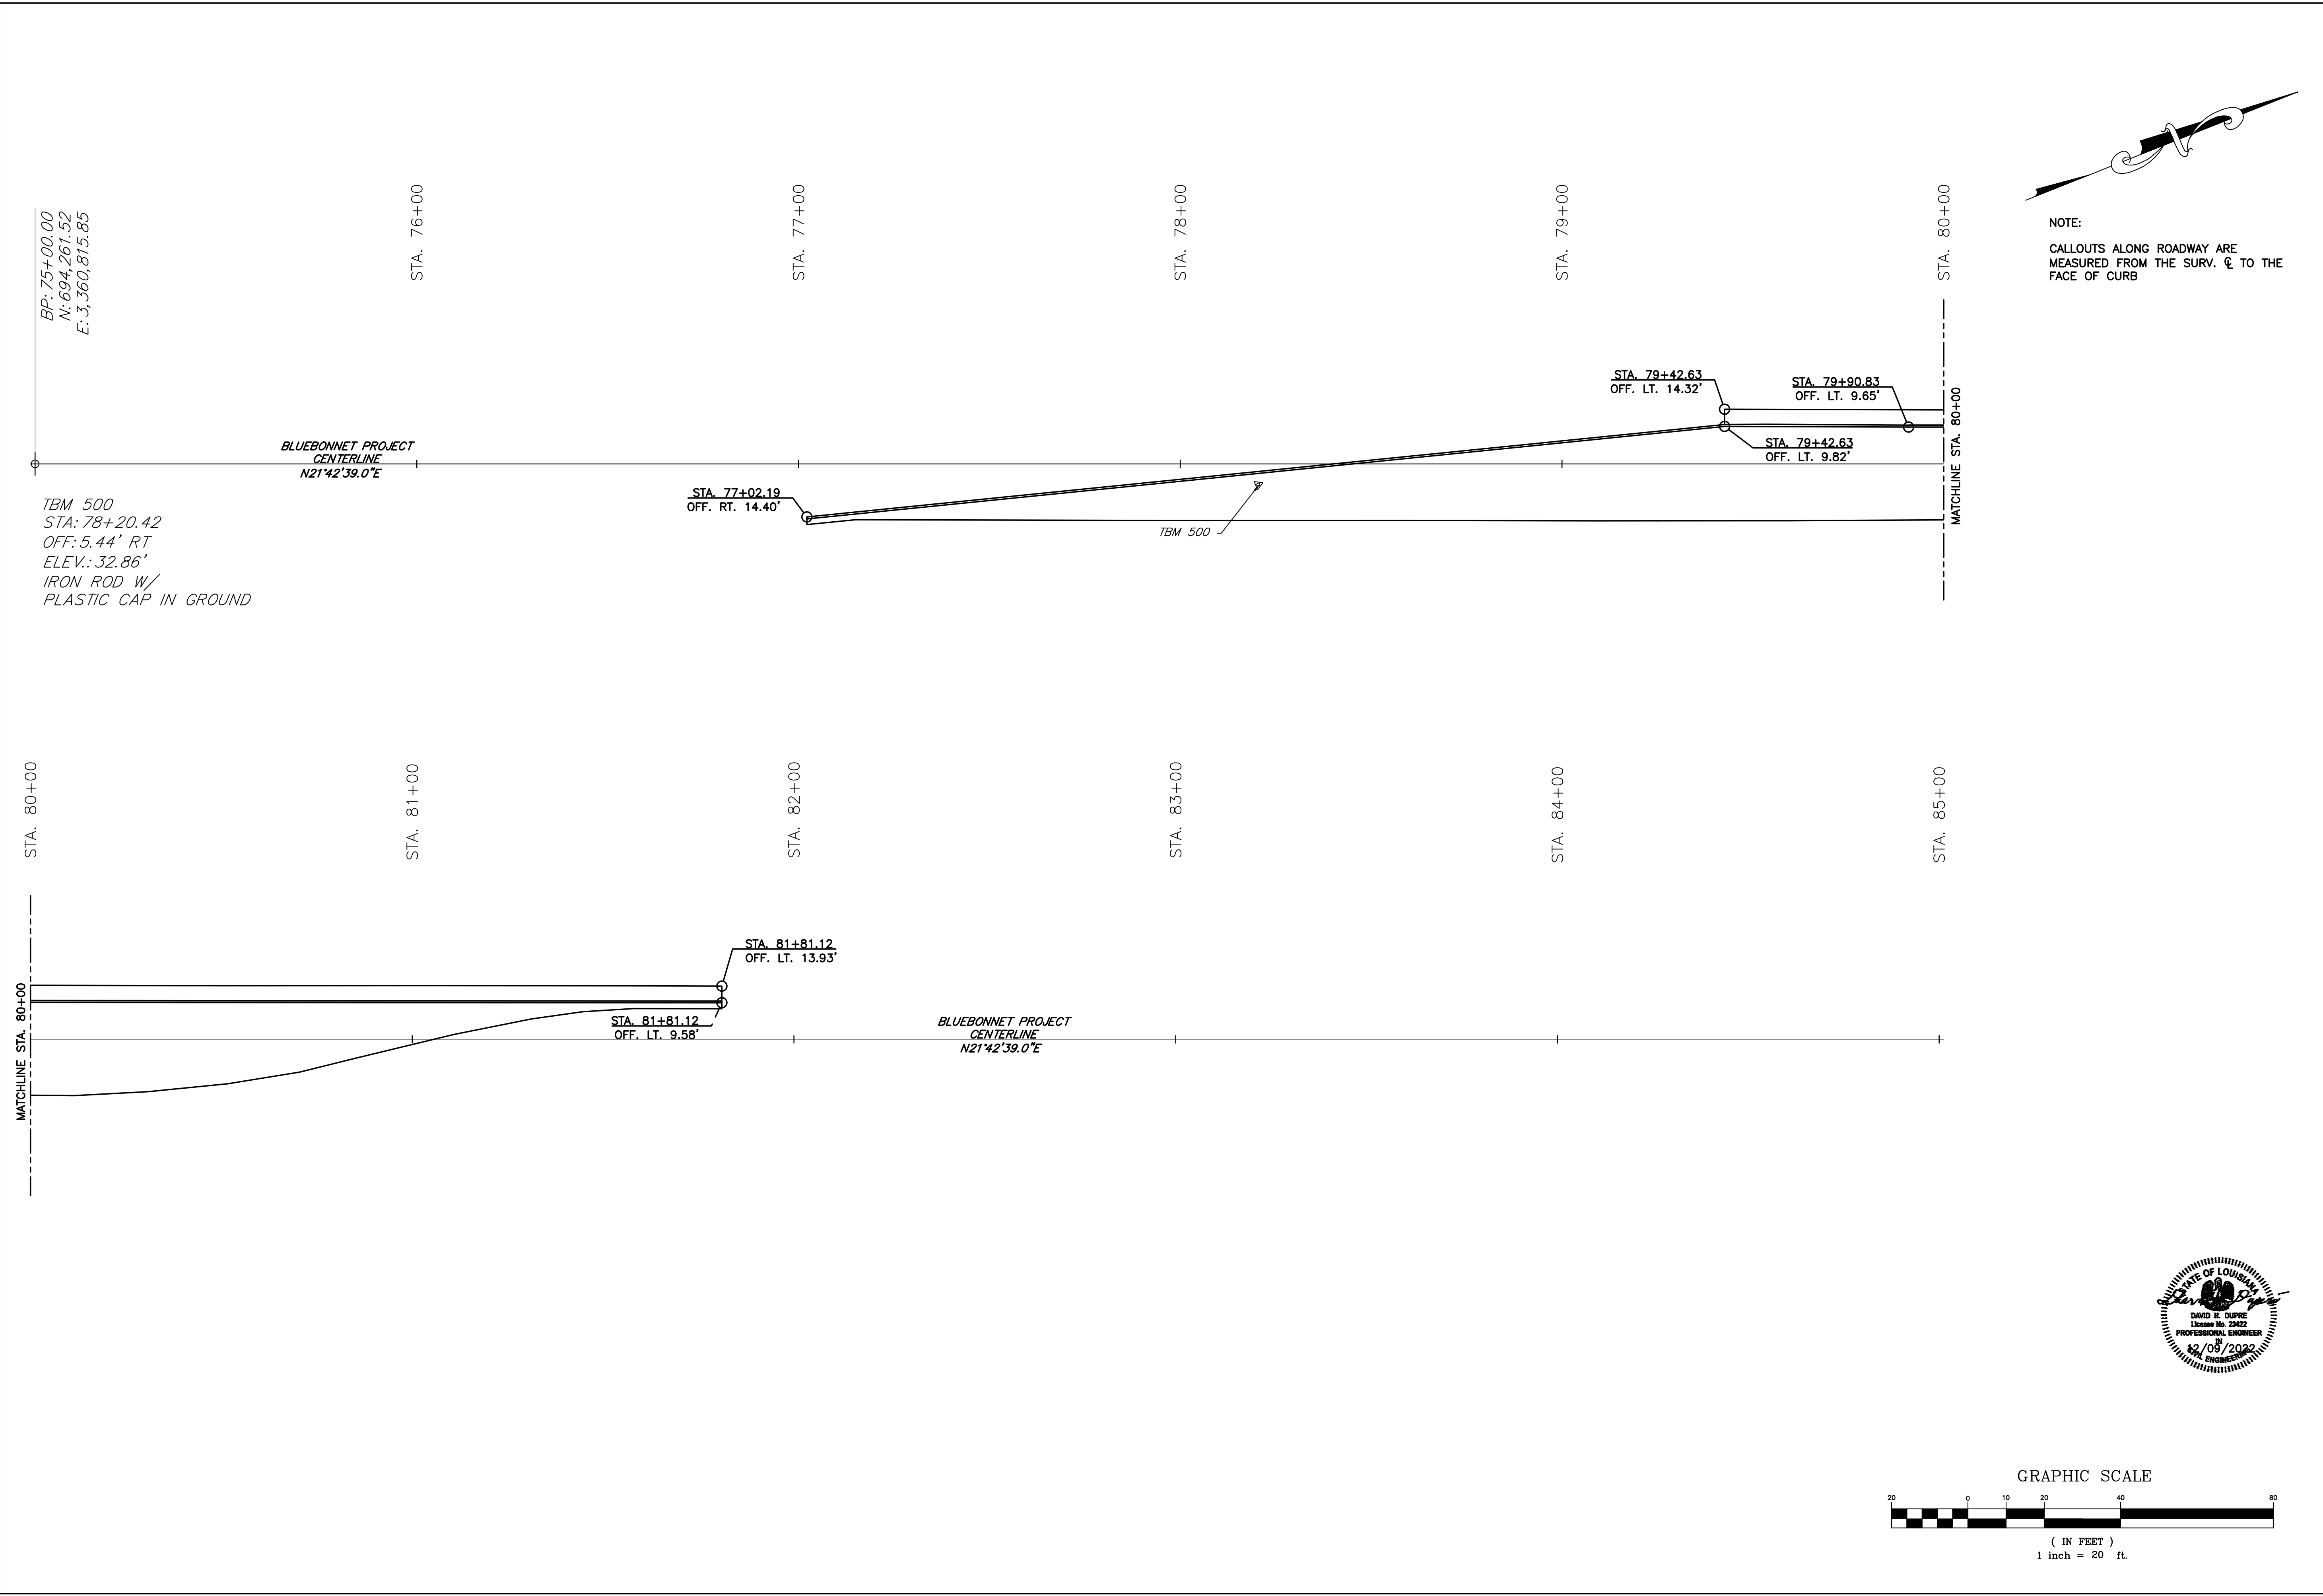 BP: 75+00.00
N: 694,261.52
E: 3,360,815.85
STA. 76+00
STA. 77+00
STA. 78+00
STA. 79+00
STA. 80+00
N
NOTE:
CALLOUTS ALONG ROADWAY ARE
MEASURED FROM THE SURV. ℄ TO THE
FACE OF CURB
STA. 79+42.63
OFF. LT. 14.32'
STA. 79+90.83
OFF. LT. 9.65'
STA. 79+42.63
OFF. LT. 9.82'
MATCHLINE STA. 80+00
BLUEBONNET PROJECT
CENTERLINE
N21°42'39.0"E
STA. 77+02.19
OFF. RT. 14.40'
TBM 500
TBM 500
STA: 78+20.42
OFF: 5.44' RT
ELEV.: 32.86'
IRON ROD W/
PLASTIC CAP IN GROUND
STA. 80+00
STA. 81+00
STA. 82+00
STA. 83+00
STA. 84+00
STA. 85+00
MATCHLINE STA. 80+00
STA. 81+81.12
OFF. LT. 13.93'
STA. 81+81.12
OFF. LT. 9.58'
BLUEBONNET PROJECT
CENTERLINE
N21°42'39.0"E
STATE OF LOUISIANA
DAVID H. DUPRE
License No. 23422
PROFESSIONAL ENGINEER
IN
12/09/2022
CIVIL ENGINEERING
GRAPHIC SCALE
20 0 10 20 40 80
( IN FEET )
1 inch = 20 ft.